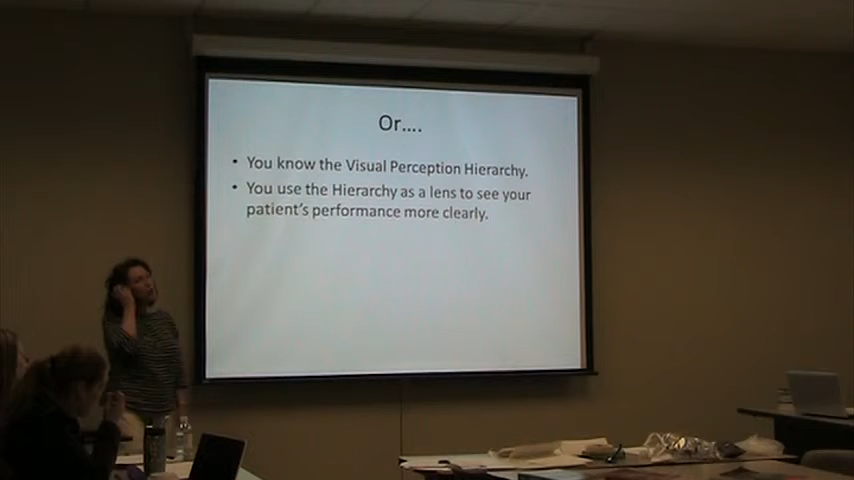 Or....
• You know the Visual Perception Hierarchy.
• You use the Hierarchy as a lens to see your
patient's performance more clearly.